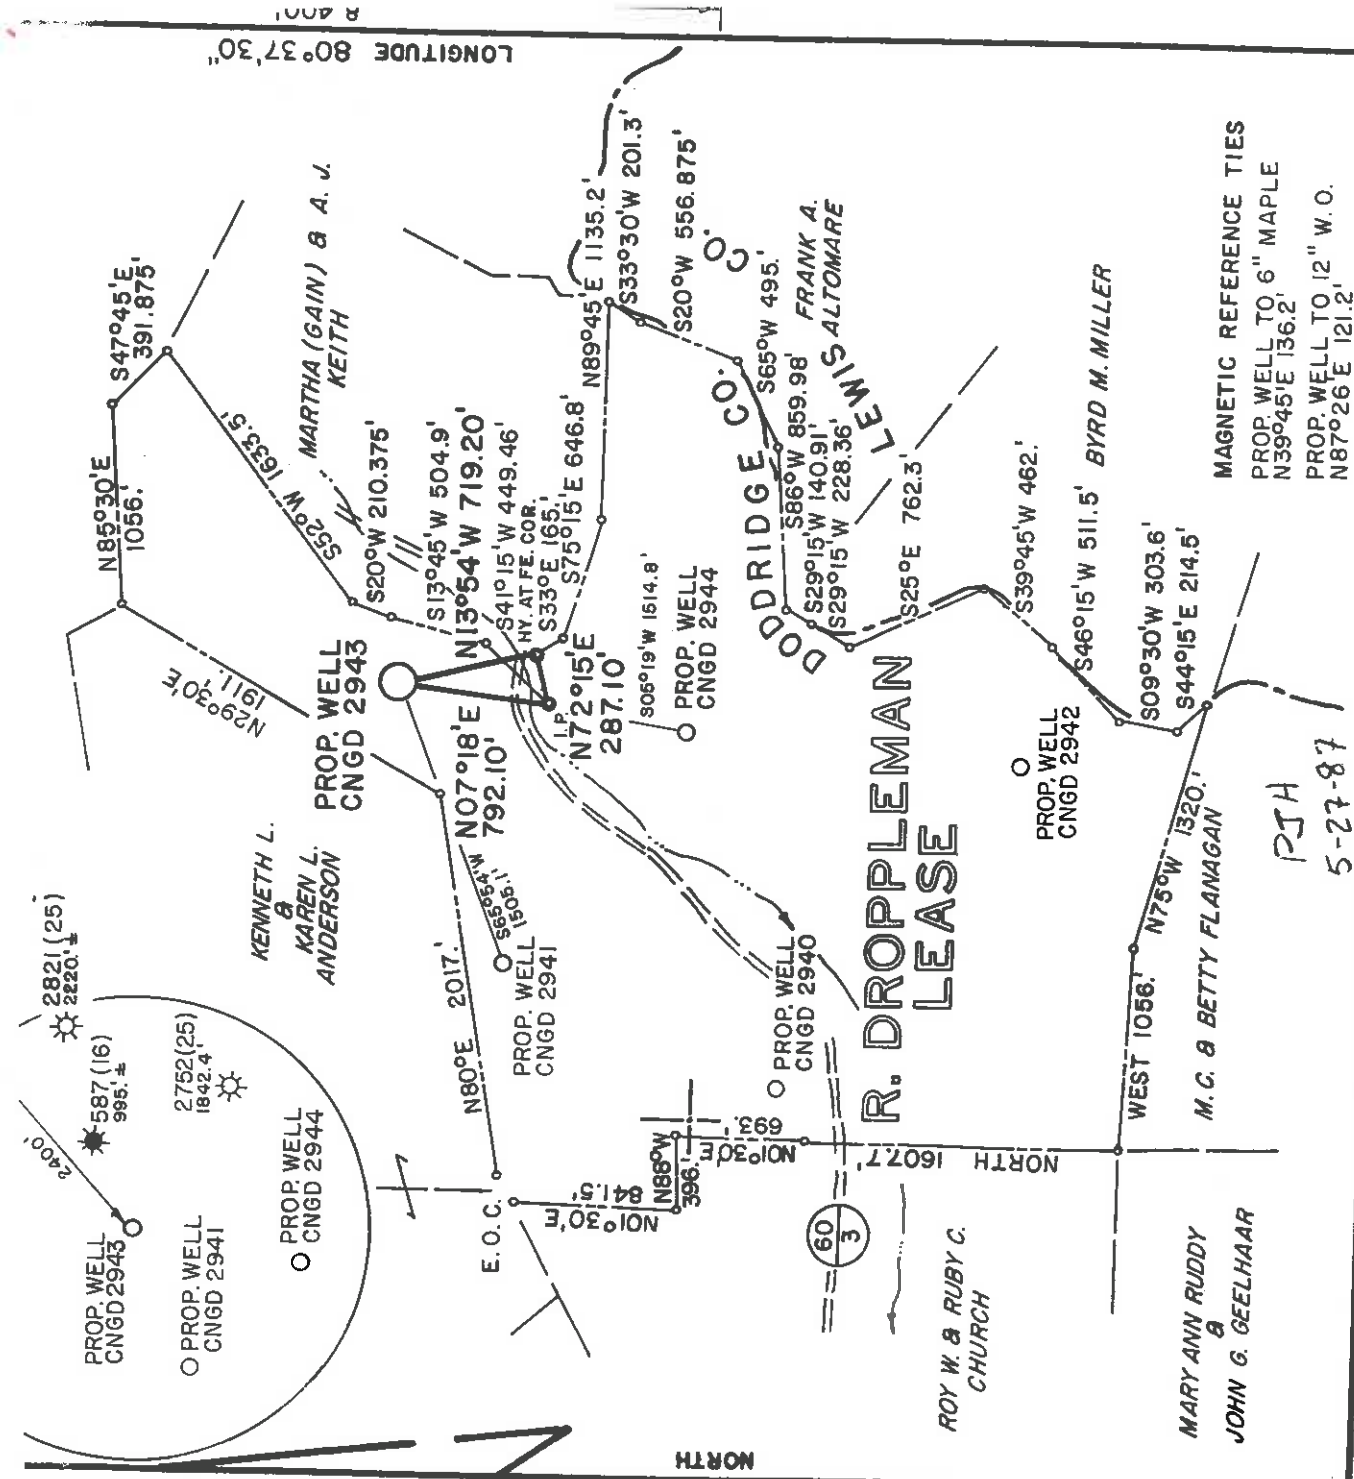 8,400'
LONGITUDE 80°37'30"
S47°45'E
391.875'
N85°30'E
1056.'
S52°W 1633.5'
MARTHA (GAIN) & A. J.
KEITH
S20°W 210.375'
S13°45'W 504.9'
N13°54'W 719.20'
S41°15'W 449.46'
HY. AT FE. COR.
S33°E 165.'
S75°15'E 646.8'
N89°45'E 1135.2'
S33°30'W 201.3'
S20°W 556.875'
N29°30'E
1911.'
PROP. WELL
CNGD 2943
N07°18'E
792.10'
I.P.
N72°15'E
287.10'
S05°19'W 1514.8'
PROP. WELL
CNGD 2944
S65°W 495.'
FRANK A.
ALTOMARE
LEWIS CO.
DODDRIDGE CO.
S86°W 859.98'
S29°15'W 140.91'
S29°15'W 228.36'
S25°E 762.3'
S39°45'W 462.'
S46°15'W 511.5'
BYRD M. MILLER
S09°30'W 303.6'
S44°15'E 214.5'
MAGNETIC REFERENCE TIES
PROP. WELL TO 6" MAPLE
N39°45'E 136.2'
PROP. WELL TO 12" W.O.
N87°26'E 121.2'
KENNETH L.
&
KAREN L.
ANDERSON
N80°E 2017.'
S65°54'W
1505.1'
PROP. WELL
CNGD 2941
PROP. WELL
CNGD 2940
R. DROPPLEMAN
LEASE
PROP. WELL
CNGD 2942
N75°W 1320.'
WEST 1056.'
M.C. & BETTY FLANAGAN
PJH
5-27-87
2821 (25)
2220.'±
587 (16)
995.'±
2752 (25)
1842.4'
2400'
PROP. WELL
CNGD 2943
PROP. WELL
CNGD 2941
PROP. WELL
CNGD 2944
E. O. C.
N01°30'E
841.5'
N88°W
396.'
N01°30'E
693.'
NORTH 1607.7'
60
3
ROY W. & RUBY C.
CHURCH
MARY ANN RUDDY
&
JOHN G. GEELHAAR
NORTH